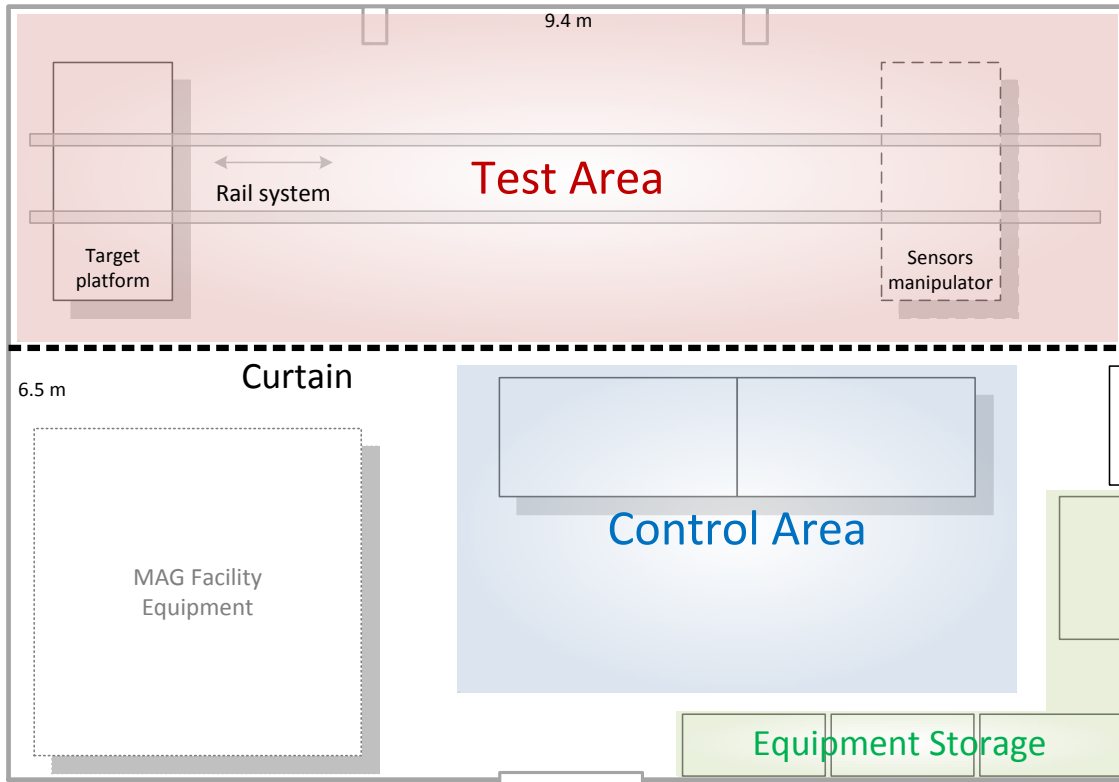 9.4 m
Test Area
Rail system
Target
platform
Sensors
manipulator
Curtain
6.5 m
Control Area
MAG Facility
Equipment
Equipment Storage